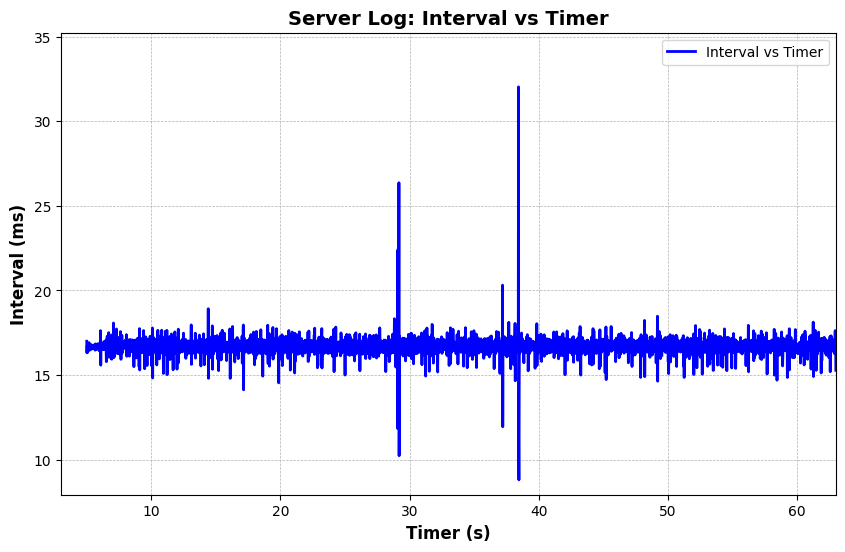 Server Log: Interval vs Timer
Interval vs Timer
35
30
25
20
15
10
Interval (ms)
10 20 30 40 50 60
Timer (s)